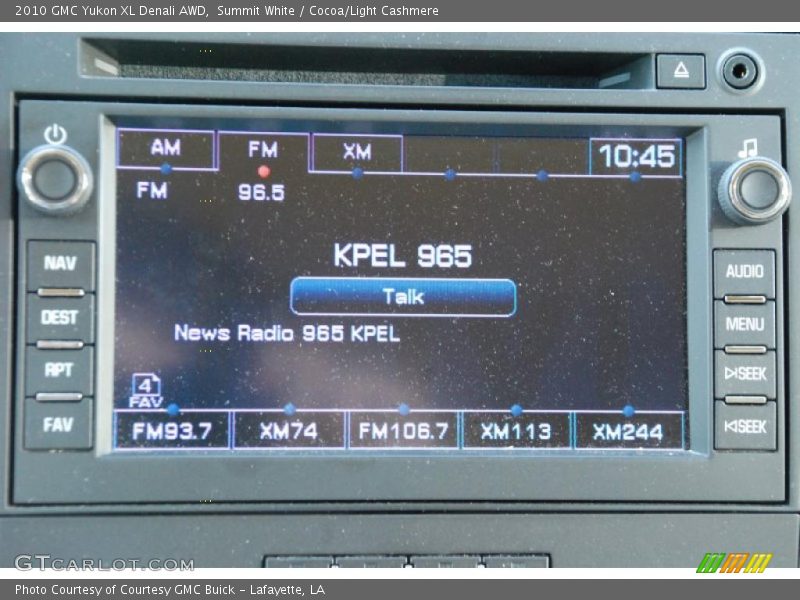 2010 GMC Yukon XL Denali AWD, Summit White / Cocoa/Light Cashmere
AM FM XM 10:45
FM 96.5
KPEL 965
Talk
News Radio 965 KPEL
4
FAV
FM93.7 XM74 FM106.7 XM113 XM244
NAV
DEST
RPT
FAV
AUDIO
MENU
SEEK
SEEK
GTcarlot.com
Photo Courtesy of Courtesy GMC Buick - Lafayette, LA